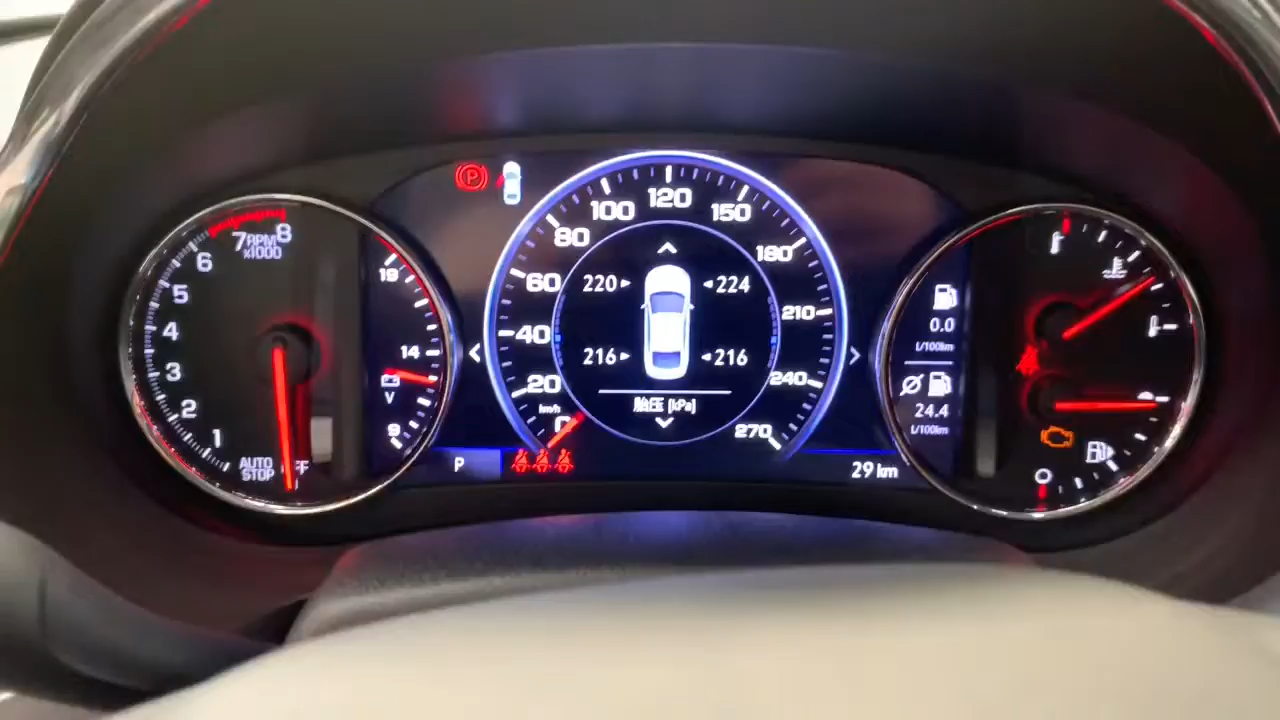 8
7
RPM
x1000
6
5
4
3
2
1
AUTO
STOP
19
14
V
9
P
120
100
150
80
180
60
210
40
240
20
270
km/h
0
220
224
216
216
胎压 [kPa]
P
29 km
0.0
L/100km
24.4
L/100km